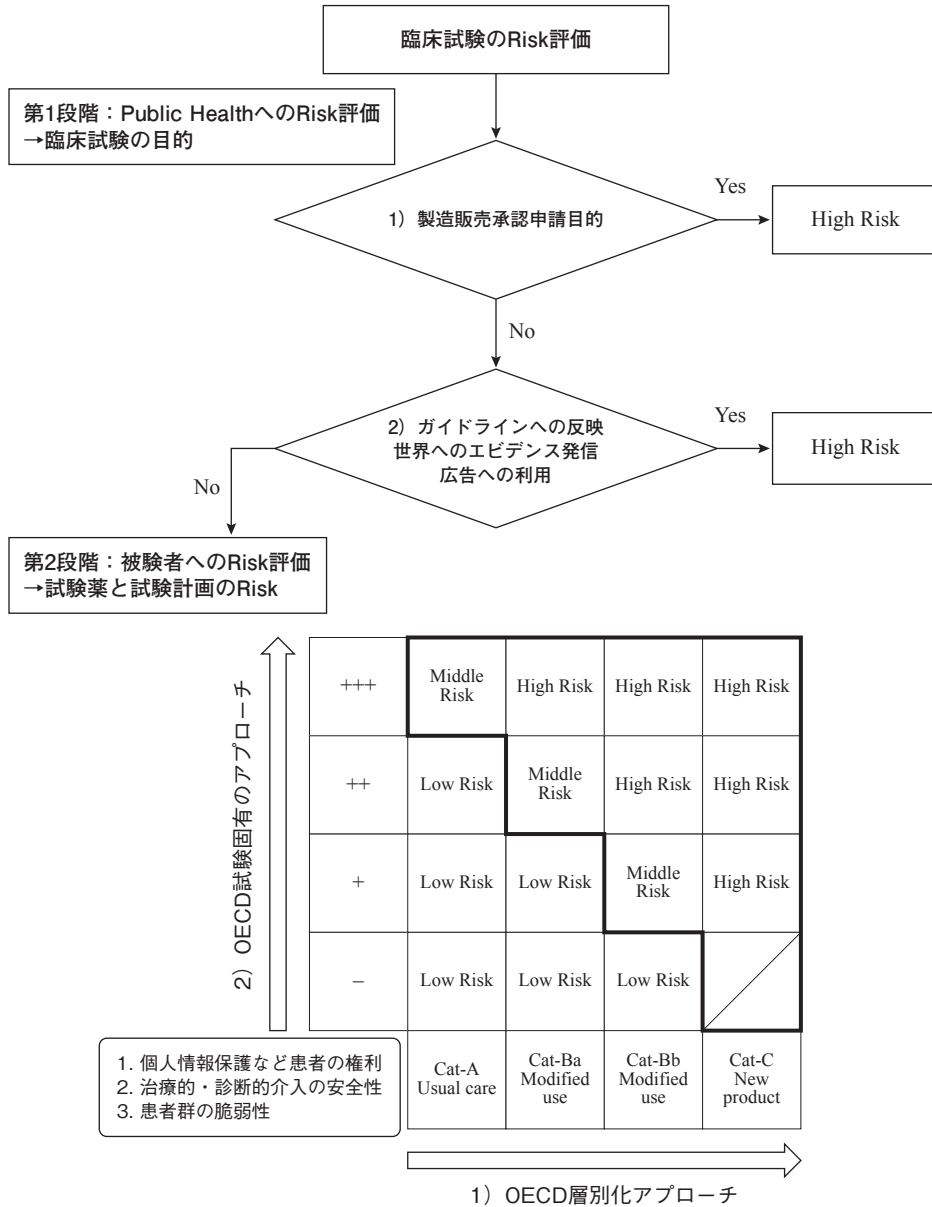 臨床試験のRisk評価
第1段階：Public HealthへのRisk評価
→臨床試験の目的
1）製造販売承認申請目的
Yes
High Risk
No
2）ガイドラインへの反映
世界へのエビデンス発信
広告への利用
Yes
High Risk
No
第2段階：被験者へのRisk評価
→試験薬と試験計画のRisk
2）OECD試験固有のアプローチ
+++
Middle
Risk
High Risk
High Risk
High Risk
++
Low Risk
Middle
Risk
High Risk
High Risk
+
Low Risk
Low Risk
Middle
Risk
High Risk
−
Low Risk
Low Risk
Low Risk
1. 個人情報保護など患者の権利
2. 治療的・診断的介入の安全性
3. 患者群の脆弱性
Cat-A
Usual care
Cat-Ba
Modified
use
Cat-Bb
Modified
use
Cat-C
New
product
1）OECD層別化アプローチ